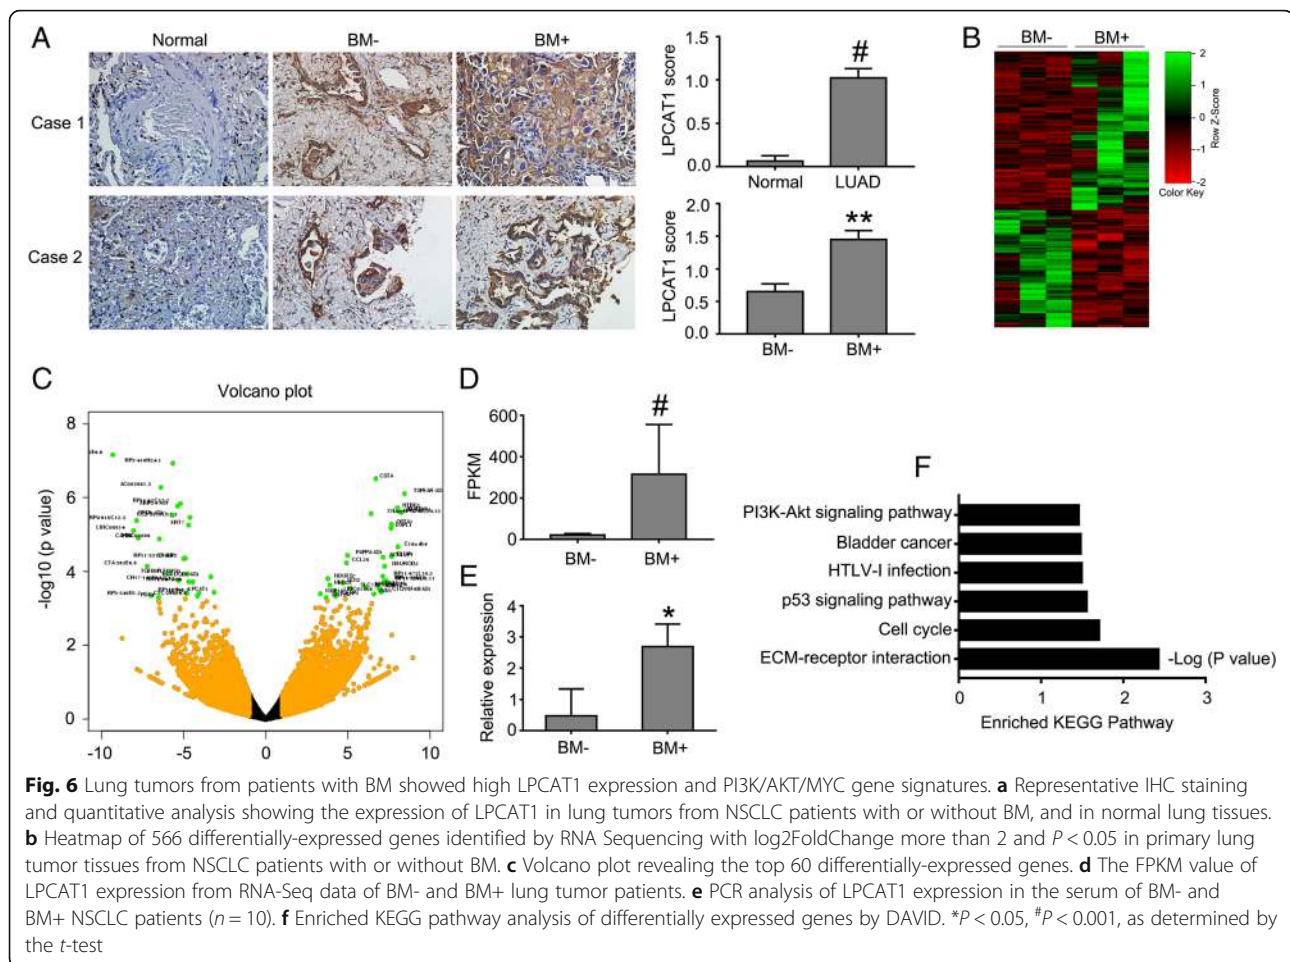 A
Normal
BM-
BM+
Case 1
Case 2
LPCAT1 score
1.5
1.0
0.5
0.0
#
Normal
LUAD
LPCAT1 score
2.0
1.5
1.0
0.5
0.0
**
BM-
BM+
B
BM-
BM+
2
1
0
-1
-2
Row Z-Score
Color Key
C
Volcano plot
-log10 (p value)
8
6
4
2
0
-10
-5
0
5
10
D
FPKM
600
400
200
0
#
BM-
BM+
E
Relative expression
4
3
2
1
0
*
BM-
BM+
F
PI3K-Akt signaling pathway
Bladder cancer
HTLV-I infection
p53 signaling pathway
Cell cycle
ECM-receptor interaction
-Log (P value)
0
1
2
3
Enriched KEGG Pathway
Fig. 6 Lung tumors from patients with BM showed high LPCAT1 expression and PI3K/AKT/MYC gene signatures. a Representative IHC staining
and quantitative analysis showing the expression of LPCAT1 in lung tumors from NSCLC patients with or without BM, and in normal lung tissues.
b Heatmap of 566 differentially-expressed genes identified by RNA Sequencing with log2FoldChange more than 2 and P < 0.05 in primary lung
tumor tissues from NSCLC patients with or without BM. c Volcano plot revealing the top 60 differentially-expressed genes. d The FPKM value of
LPCAT1 expression from RNA-Seq data of BM- and BM+ lung tumor patients. e PCR analysis of LPCAT1 expression in the serum of BM- and
BM+ NSCLC patients (n = 10). f Enriched KEGG pathway analysis of differentially expressed genes by DAVID. *P < 0.05, #P < 0.001, as determined by
the t-test